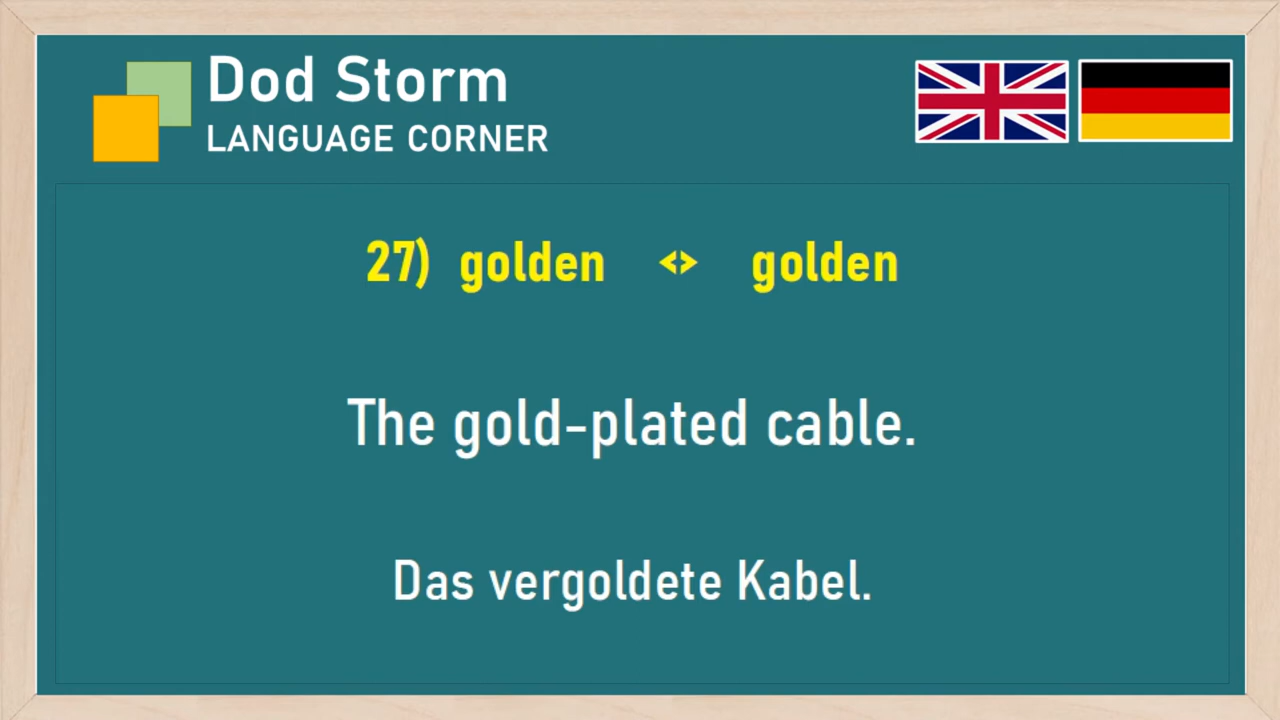 Dod Storm
LANGUAGE CORNER
27) golden <> golden
The gold-plated cable.
Das vergoldete Kabel.